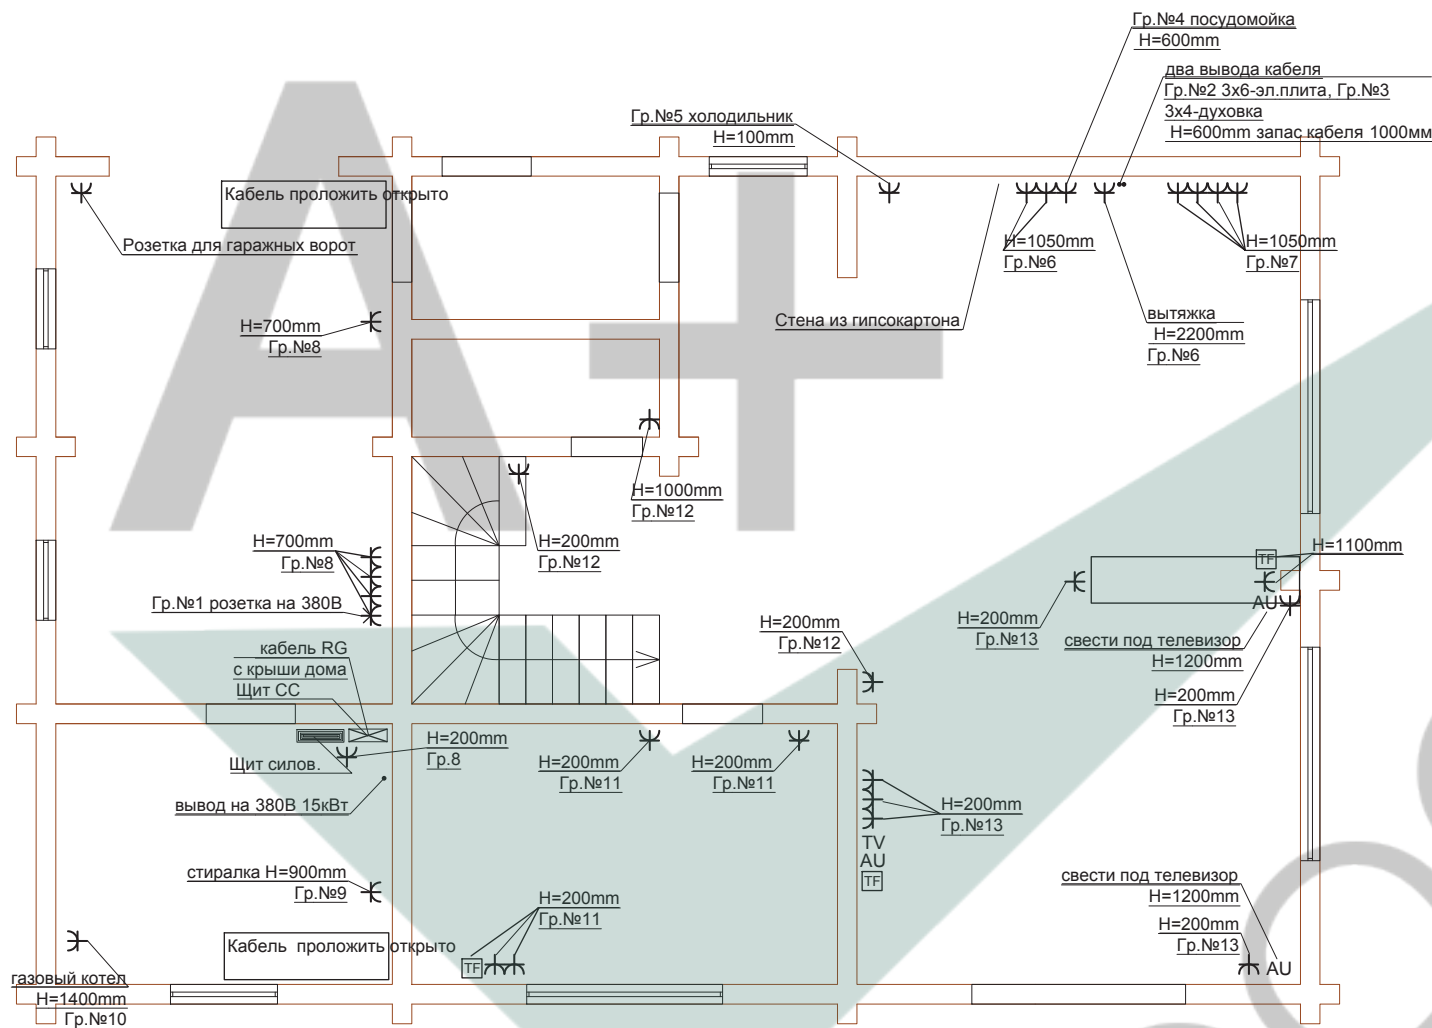 Гр.№4 посудомойка
H=600mm
два вывода кабеля
Гр.№2 3х6-эл.плита, Гр.№3
3х4-духовка
H=600mm запас кабеля 1000мм
Гр.№5 холодильник
H=100mm
A+
Кабель проложить открыто
Розетка для гаражных ворот
H=1050mm
Гр.№6
H=1050mm
Гр.№7
H=700mm
Гр.№8
Стена из гипсокартона
вытяжка
H=2200mm
Гр.№6
H=1000mm
Гр.№12
H=700mm
Гр.№8
H=200mm
Гр.№12
TF
H=1100mm
Гр.№1 розетка на 380В
AU
H=200mm
Гр.№12
H=200mm
Гр.№13
свести под телевизор
H=1200mm
кабель RG
с крыши дома
Щит СС
H=200mm
Гр.№13
H=200mm
Гр.8
Щит силов.
H=200mm
Гр.№11
H=200mm
Гр.№11
вывод на 380В 15кВт
H=200mm
Гр.№13
TV
AU
TF
стиралка H=900mm
Гр.№9
H=200mm
Гр.№11
свести под телевизор
H=1200mm
H=200mm
Гр.№13
Кабель проложить открыто
TF
AU
газовый котел
H=1400mm
Гр.№10